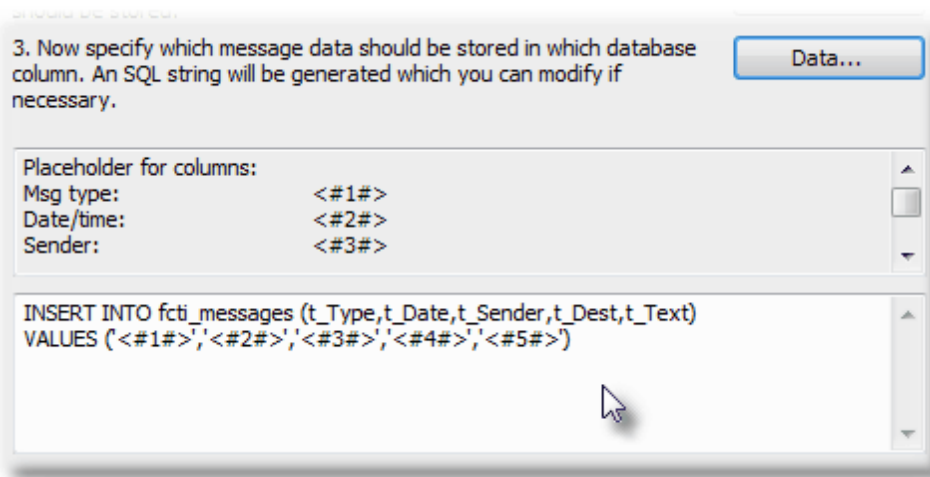 3. Now specify which message data should be stored in which database
column. An SQL string will be generated which you can modify if
necessary.
Data...
Placeholder for columns:
Msg type: <#1#>
Date/time: <#2#>
Sender: <#3#>
INSERT INTO fcti_messages (t_Type,t_Date,t_Sender,t_Dest,t_Text)
VALUES ('<#1#>','<#2#>','<#3#>','<#4#>','<#5#>')